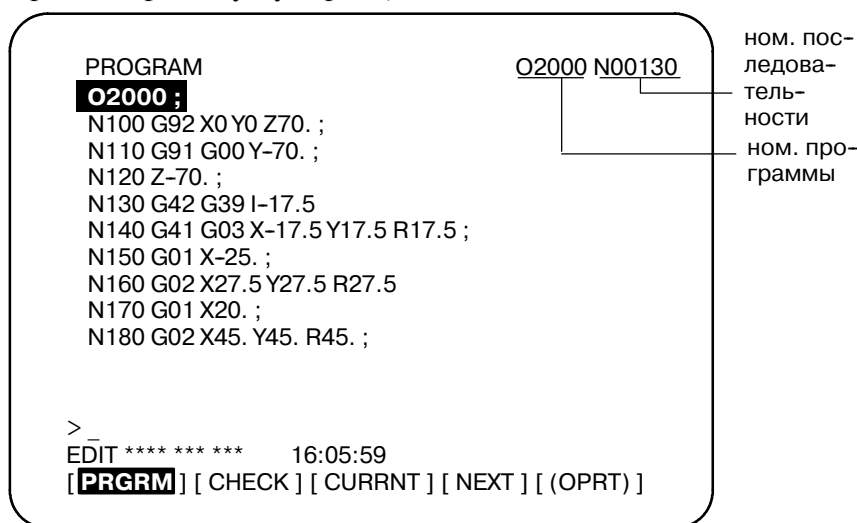 PROGRAM O2000 N00130
O2000 ;
N100 G92 X0 Y0 Z70. ;
N110 G91 G00 Y-70. ;
N120 Z-70. ;
N130 G42 G39 I-17.5
N140 G41 G03 X-17.5 Y17.5 R17.5 ;
N150 G01 X-25. ;
N160 G02 X27.5 Y27.5 R27.5
N170 G01 X20. ;
N180 G02 X45. Y45. R45. ;
> _
EDIT **** *** *** 16:05:59
[ PRGRM ] [ CHECK ] [ CURRNT ] [ NEXT ] [ (OPRT) ]
ном. пос-
ледова-
тель-
ности
ном. про-
граммы